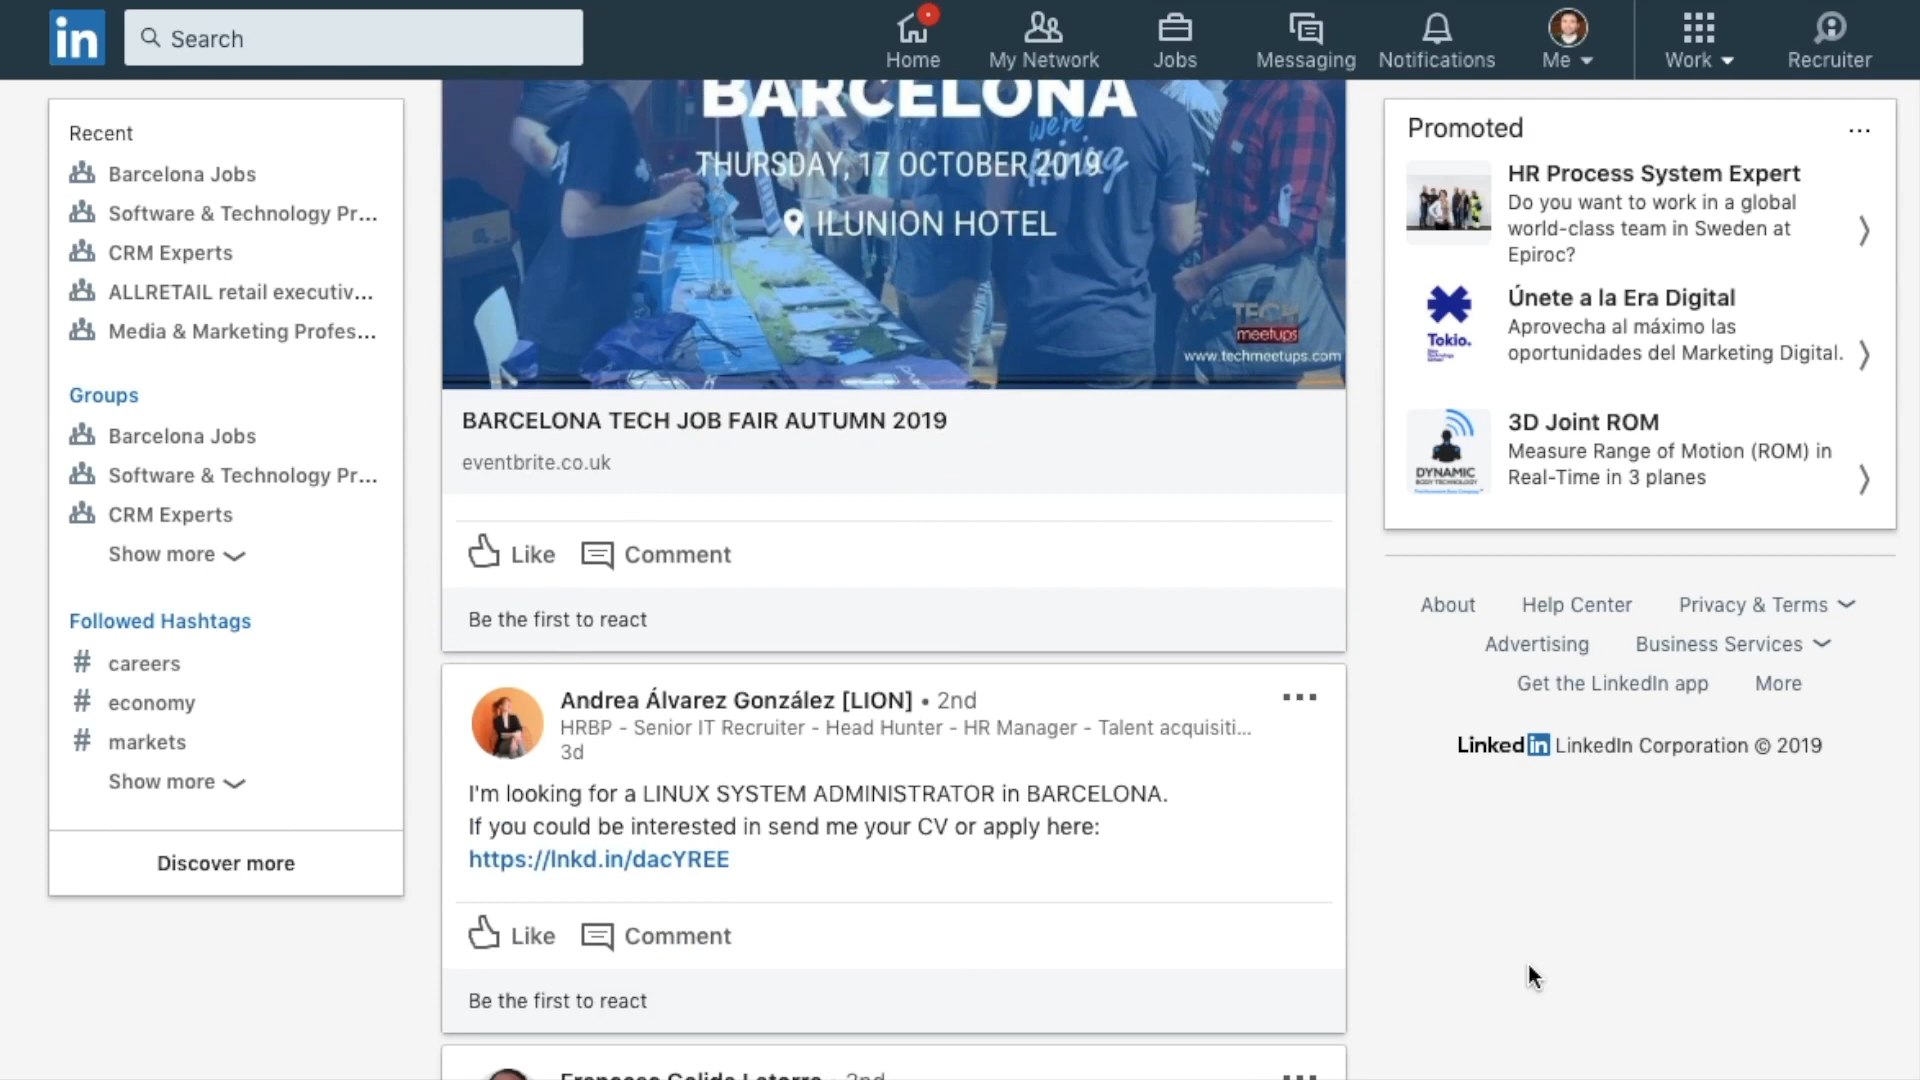 in
Search
Home
My Network
Jobs
Messaging
Notifications
Me
Work
Recruiter
Recent
Barcelona Jobs
Software & Technology Pr...
CRM Experts
ALLRETAIL retail executiv...
Media & Marketing Profes...
Groups
Barcelona Jobs
Software & Technology Pr...
CRM Experts
Show more
Followed Hashtags
# careers
# economy
# markets
Show more
Discover more
BARCELONA
we're
hiring
THURSDAY, 17 OCTOBER 2019
ILUNION HOTEL
TECH
meetups
www.techmeetups.com
BARCELONA TECH JOB FAIR AUTUMN 2019
eventbrite.co.uk
Like
Comment
Be the first to react
Andrea Álvarez González [LION] • 2nd
HRBP - Senior IT Recruiter - Head Hunter - HR Manager - Talent acquisiti...
3d
I'm looking for a LINUX SYSTEM ADMINISTRATOR in BARCELONA.
If you could be interested in send me your CV or apply here:
https://lnkd.in/dacYREE
Like
Comment
Be the first to react
2nd
Promoted
HR Process System Expert
Do you want to work in a global
world-class team in Sweden at
Epiroc?
Únete a la Era Digital
Aprovecha al máximo las
oportunidades del Marketing Digital.
Tokio.
3D Joint ROM
Measure Range of Motion (ROM) in
Real-Time in 3 planes
DYNAMIC
BODY TECHNOLOGY
About
Help Center
Privacy & Terms
Advertising
Business Services
Get the LinkedIn app
More
Linked in LinkedIn Corporation © 2019